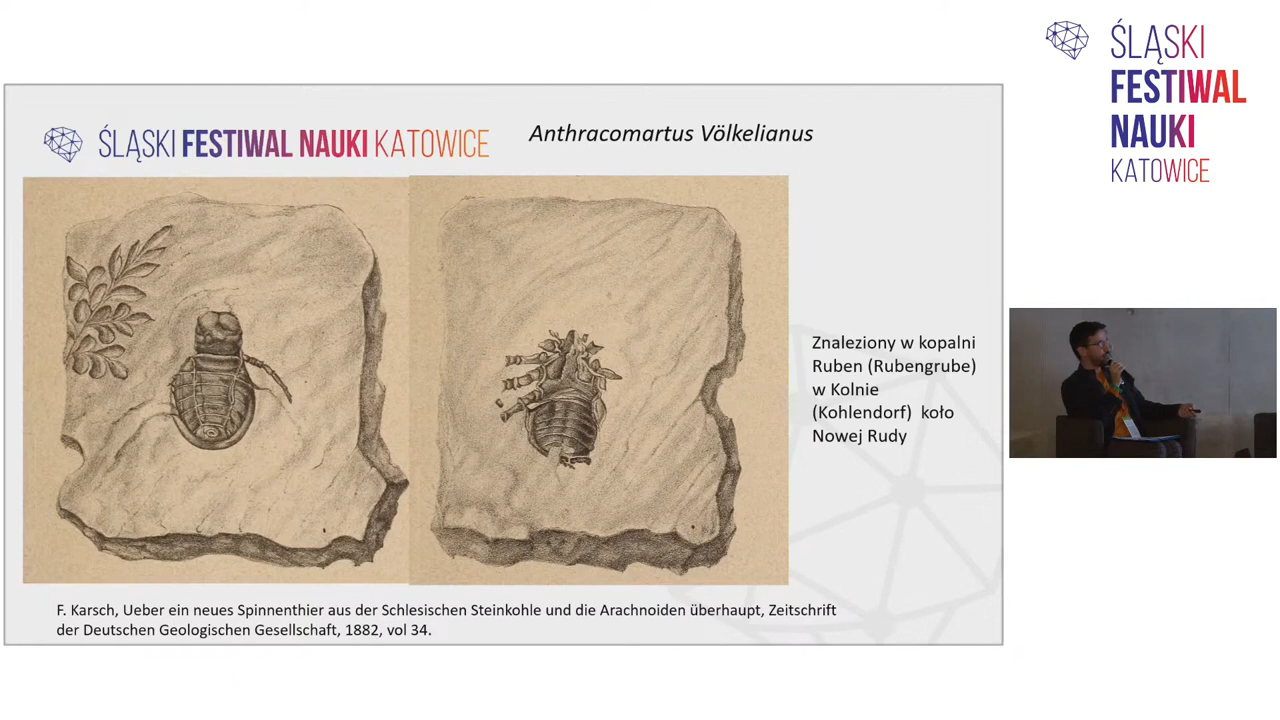 ŚLĄSKI FESTIWAL NAUKI KATOWICE
Anthracomartus Völkelianus
Znaleziony w kopalni
Ruben (Rubengrube)
w Kolnie
(Kohlendorf) koło
Nowej Rudy
F. Karsch, Ueber ein neues Spinnenthier aus der Schlesischen Steinkohle und die Arachnoiden überhaupt, Zeitschrift
der Deutschen Geologischen Gesellschaft, 1882, vol 34.
ŚLĄSKI
FESTIWAL
NAUKI
KATOWICE